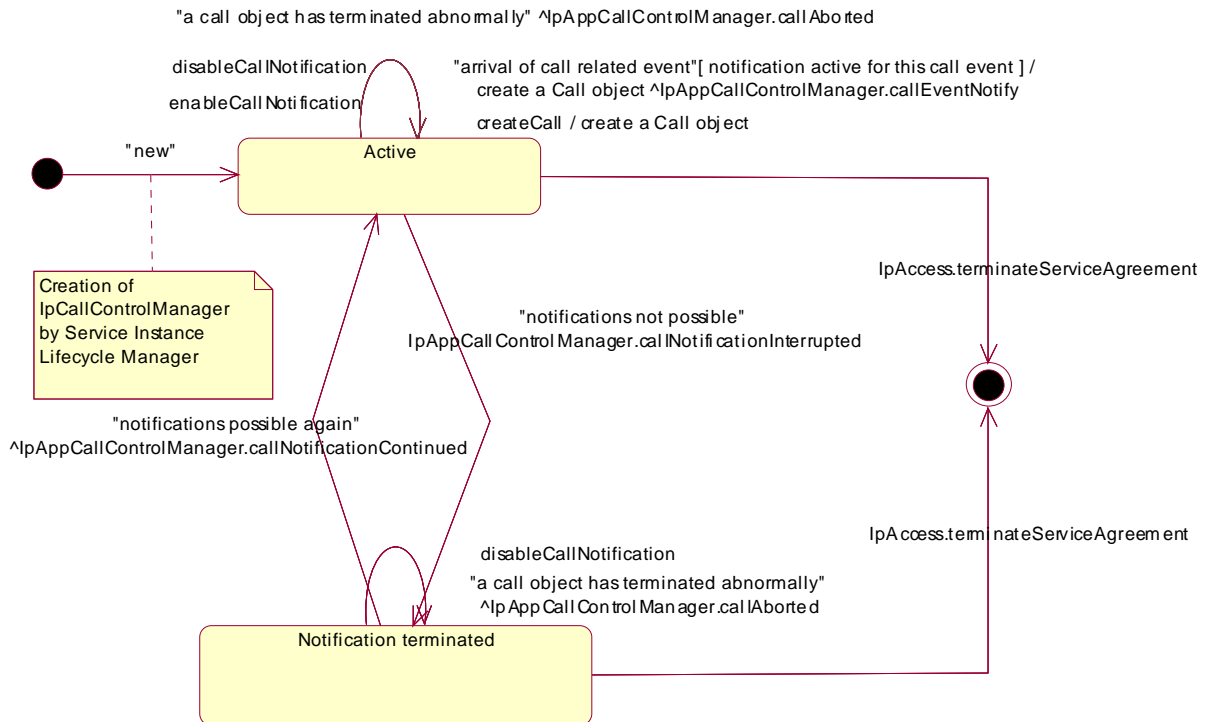 "a call object has terminated abnormally" ^IpAppCallControlManager.callAborted
disableCallNotification
enableCallNotification
"arrival of call related event"[ notification active for this call event ] /
create a Call object ^IpAppCallControlManager.callEventNotify
createCall / create a Call object
"new"
Active
Creation of
IpCallControlManager
by Service Instance
Lifecycle Manager
IpAccess.terminateServiceAgreement
"notifications not possible"
IpAppCallControlManager.callNotificationInterrupted
"notifications possible again"
^IpAppCallControlManager.callNotificationContinued
IpAccess.terminateServiceAgreement
disableCallNotification
"a call object has terminated abnormally"
^IpAppCallControlManager.callAborted
Notification terminated